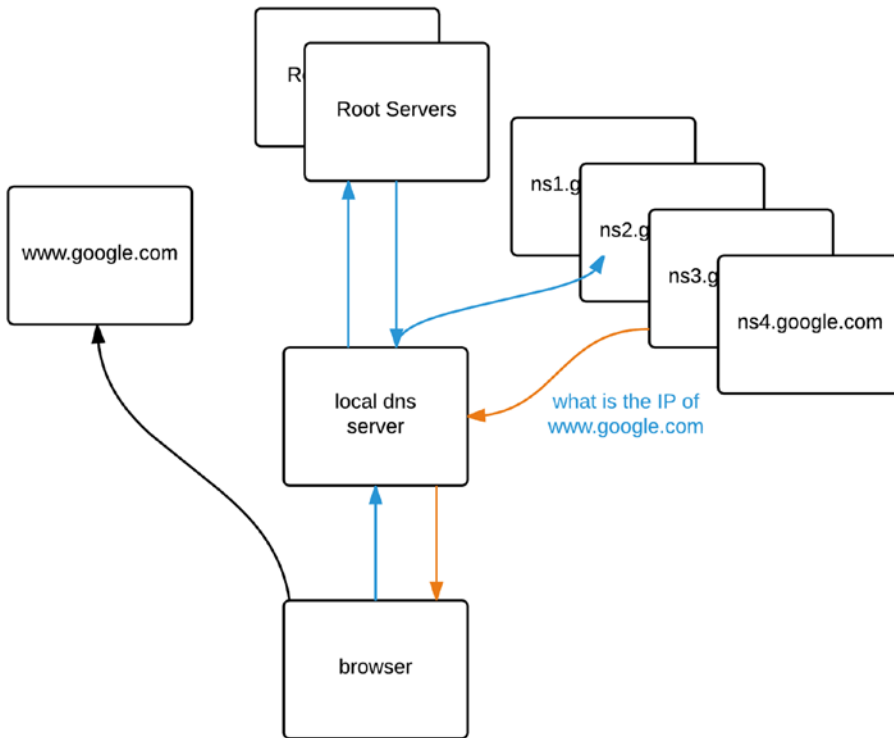 R
Root Servers
ns1.g
ns2.g
www.google.com
ns3.g
ns4.google.com
local dns
server
what is the IP of
www.google.com
browser